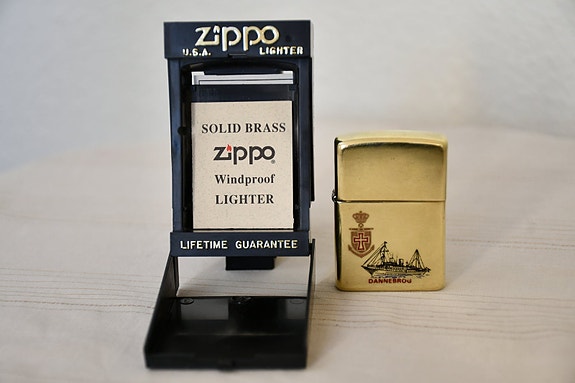 Zippo
U.S.A. LIGHTER
SOLID BRASS
Zippo
Windproof
LIGHTER
LIFETIME GUARANTEE
DANNEBROG